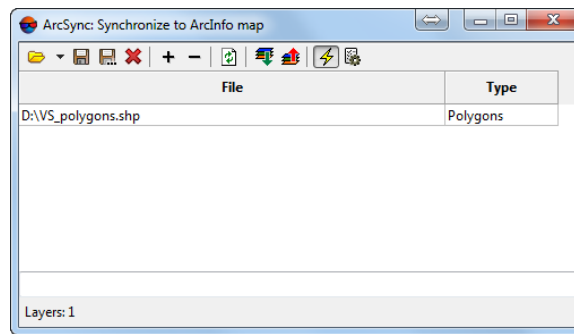 ArcSync: Synchronize to ArcInfo map
File Type
D:\VS_polygons.shp Polygons
Layers: 1